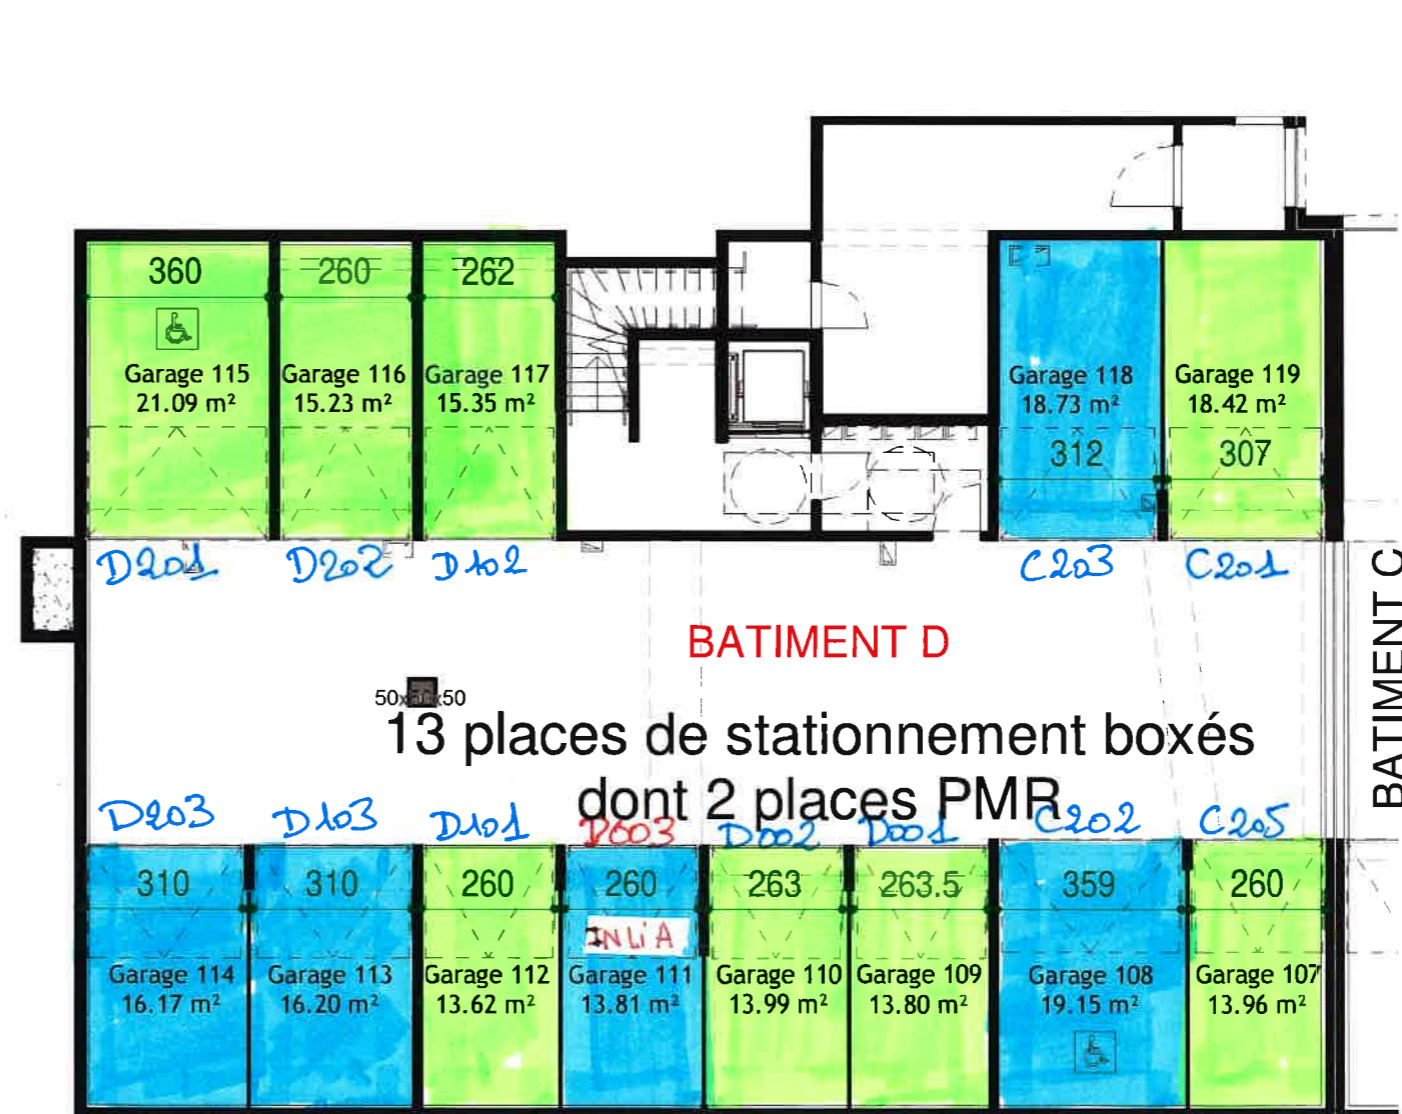 360
260
262
Garage 115
21.09 m²
Garage 116
15.23 m²
Garage 117
15.35 m²
Garage 118
18.73 m²
312
Garage 119
18.42 m²
307
D201
D202
D102
C203
C201
BATIMENT D
BATIMENT C
50x50x50
13 places de stationnement boxés
dont 2 places PMR
D203
D103
D101
D003
D002
D001
C202
C205
310
310
260
260
263
263.5
359
260
INLiA
Garage 114
16.17 m²
Garage 113
16.20 m²
Garage 112
13.62 m²
Garage 111
13.81 m²
Garage 110
13.99 m²
Garage 109
13.80 m²
Garage 108
19.15 m²
Garage 107
13.96 m²